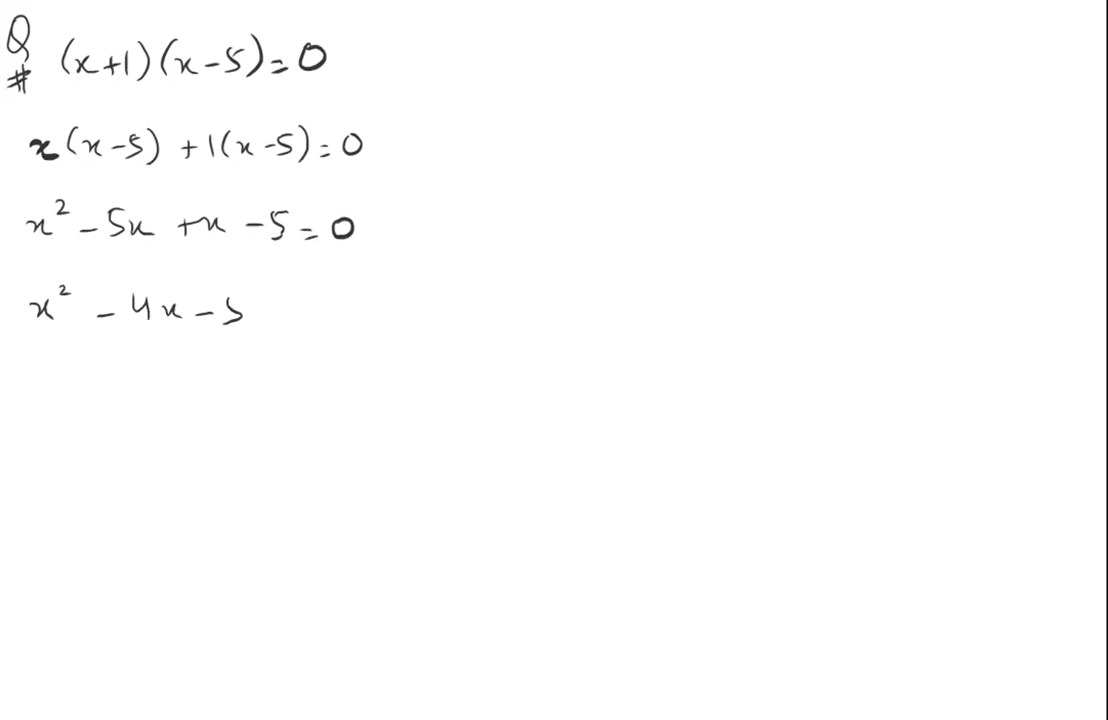 Q # (x+1)(x-5)=0
x(x-5) +1(x-5)=0
x² -5x +x -5=0
x² -4x -5